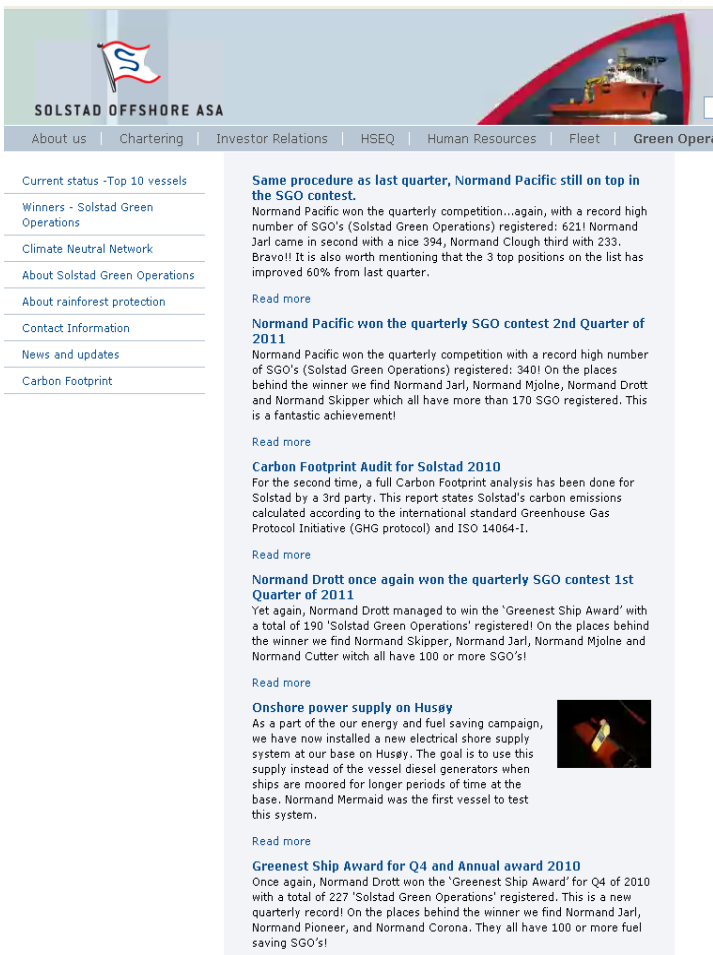 S
SOLSTAD OFFSHORE ASA
About us | Chartering | Investor Relations | HSEQ | Human Resources | Fleet | Green Opera
Current status -Top 10 vessels
Winners - Solstad Green
Operations
Climate Neutral Network
About Solstad Green Operations
About rainforest protection
Contact Information
News and updates
Carbon Footprint
Same procedure as last quarter, Normand Pacific still on top in
the SGO contest.
Normand Pacific won the quarterly competition...again, with a record high
number of SGO's (Solstad Green Operations) registered: 621! Normand
Jarl came in second with a nice 394, Normand Clough third with 233.
Bravo!! It is also worth mentioning that the 3 top positions on the list has
improved 60% from last quarter.
Read more
Normand Pacific won the quarterly SGO contest 2nd Quarter of
2011
Normand Pacific won the quarterly competition with a record high number
of SGO's (Solstad Green Operations) registered: 340! On the places
behind the winner we find Normand Jarl, Normand Mjolne, Normand Drott
and Normand Skipper which all have more than 170 SGO registered. This
is a fantastic achievement!
Read more
Carbon Footprint Audit for Solstad 2010
For the second time, a full Carbon Footprint analysis has been done for
Solstad by a 3rd party. This report states Solstad's carbon emissions
calculated according to the international standard Greenhouse Gas
Protocol Initiative (GHG protocol) and ISO 14064-I.
Read more
Normand Drott once again won the quarterly SGO contest 1st
Quarter of 2011
Yet again, Normand Drott managed to win the ‘Greenest Ship Award’ with
a total of 190 'Solstad Green Operations' registered! On the places behind
the winner we find Normand Skipper, Normand Jarl, Normand Mjolne and
Normand Cutter witch all have 100 or more SGO’s!
Read more
Onshore power supply on Husøy
As a part of the our energy and fuel saving campaign,
we have now installed a new electrical shore supply
system at our base on Husøy. The goal is to use this
supply instead of the vessel diesel generators when
ships are moored for longer periods of time at the
base. Normand Mermaid was the first vessel to test
this system.
Read more
Greenest Ship Award for Q4 and Annual award 2010
Once again, Normand Drott won the ‘Greenest Ship Award’ for Q4 of 2010
with a total of 227 'Solstad Green Operations' registered. This is a new
quarterly record! On the places behind the winner we find Normand Jarl,
Normand Pioneer, and Normand Corona. They all have 100 or more fuel
saving SGO’s!